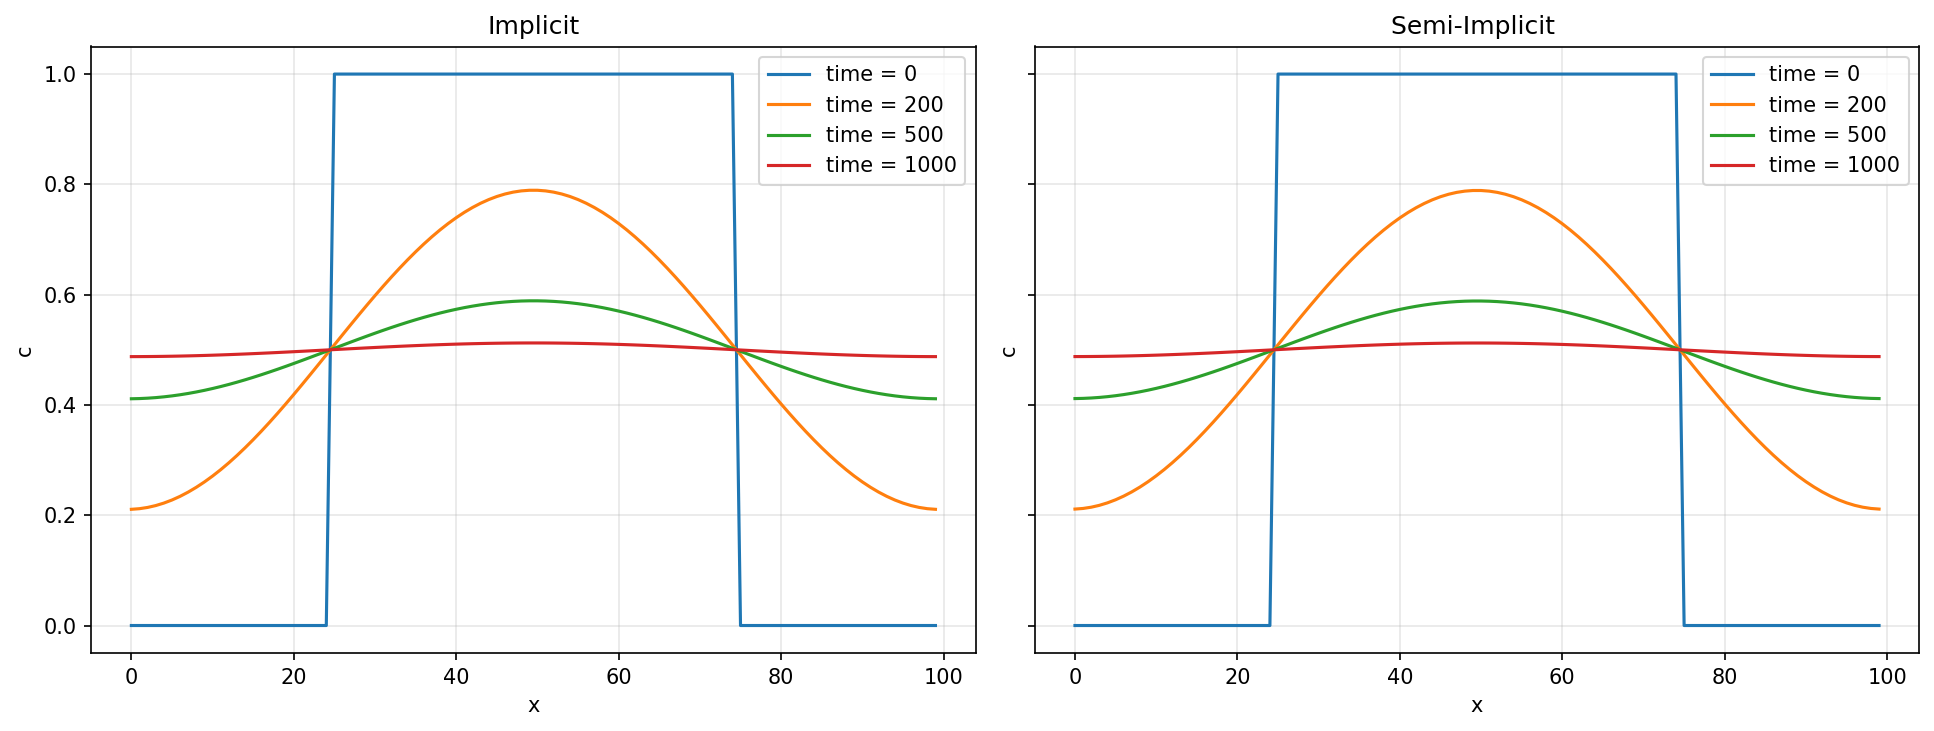 Implicit
1.0
0.8
0.6
0.4
0.2
0.0
c
0
20
40
60
80
100
x
time = 0
time = 200
time = 500
time = 1000
Semi-Implicit
c
0
20
40
60
80
100
x
time = 0
time = 200
time = 500
time = 1000